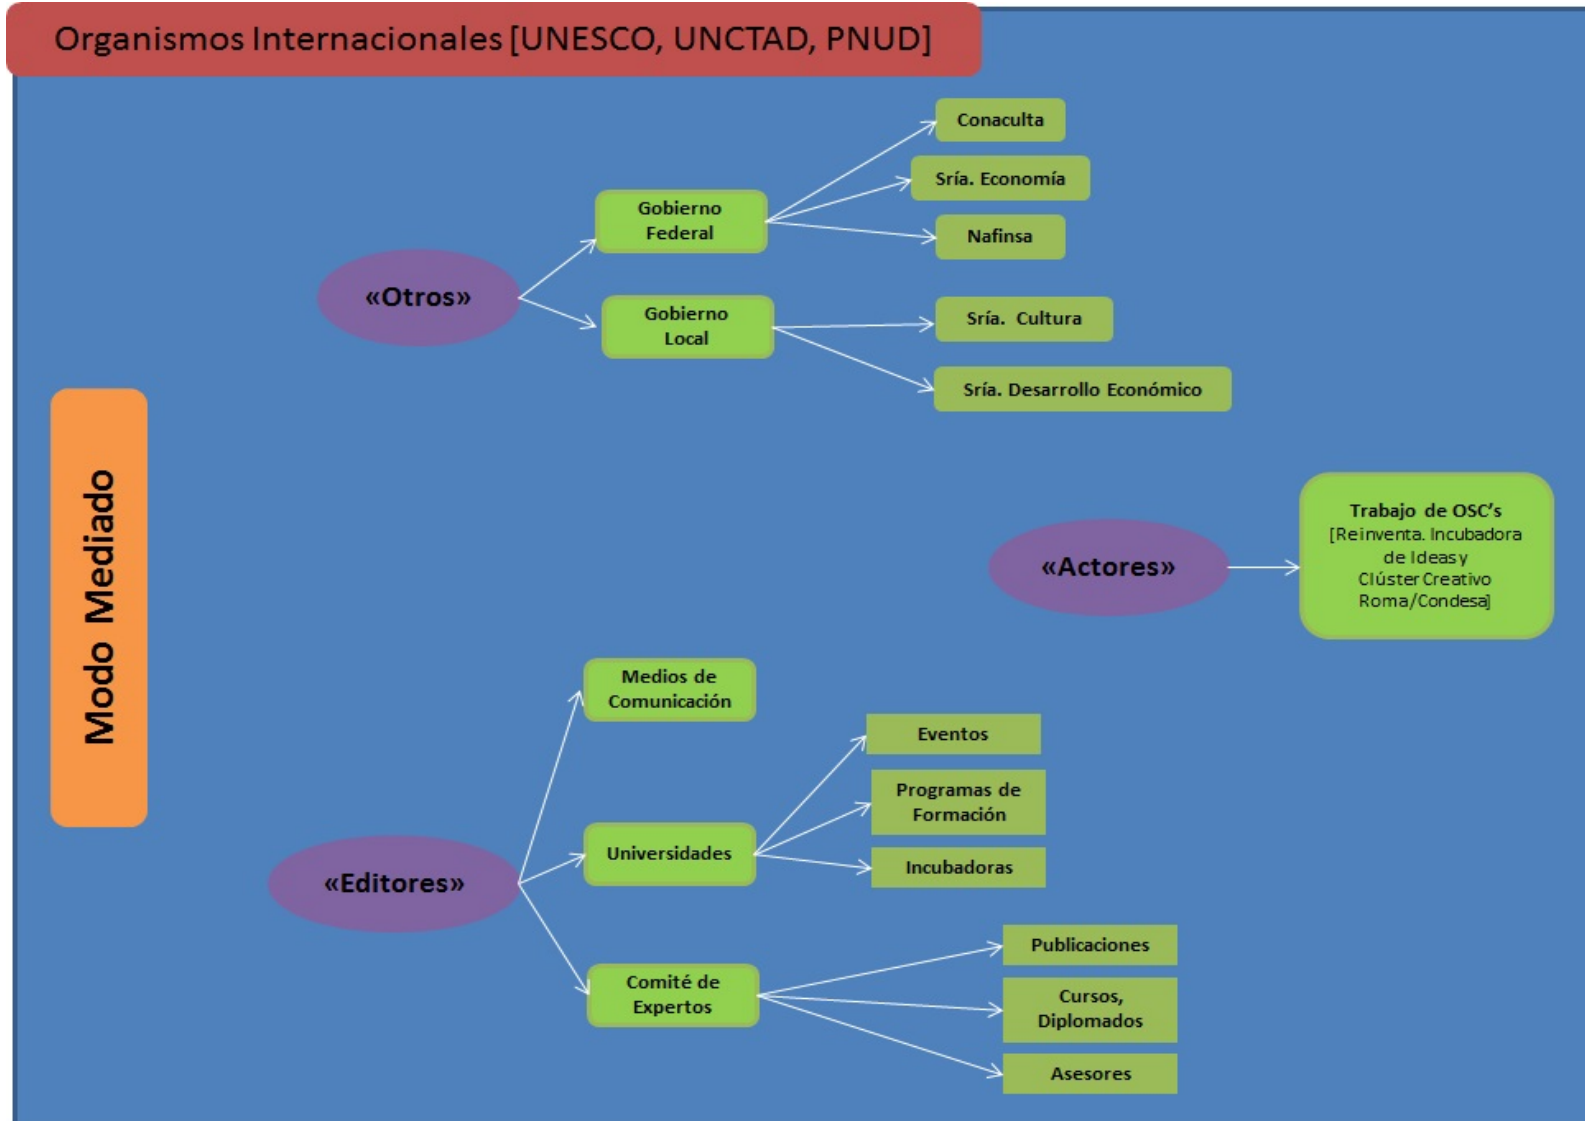 Organismos Internacionales [UNESCO, UNCTAD, PNUD]
Conaculta
Sría. Economía
Gobierno
Federal
Nafinsa
«Otros»
Gobierno
Local
Sría. Cultura
Sría. Desarrollo Económico
Modo Mediado
«Actores»
Trabajo de OSC's
[Reinventa. Incubadora
de Ideas y
Clúster Creativo
Roma/Condesa]
Medios de
Comunicación
Eventos
Programas de
Formación
Universidades
Incubadoras
«Editores»
Publicaciones
Comité de
Expertos
Cursos,
Diplomados
Asesores